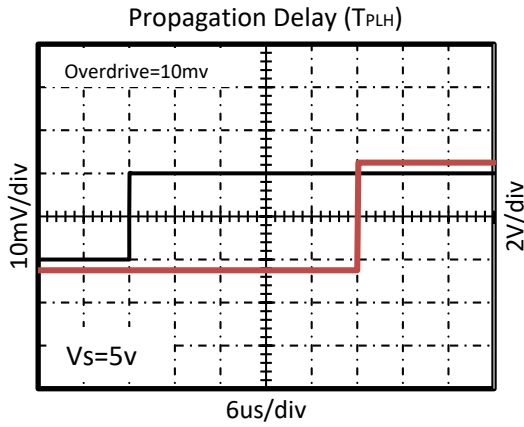 Propagation Delay (TPLH)
Overdrive=10mv
10mV/div
2V/div
Vs=5v
6us/div